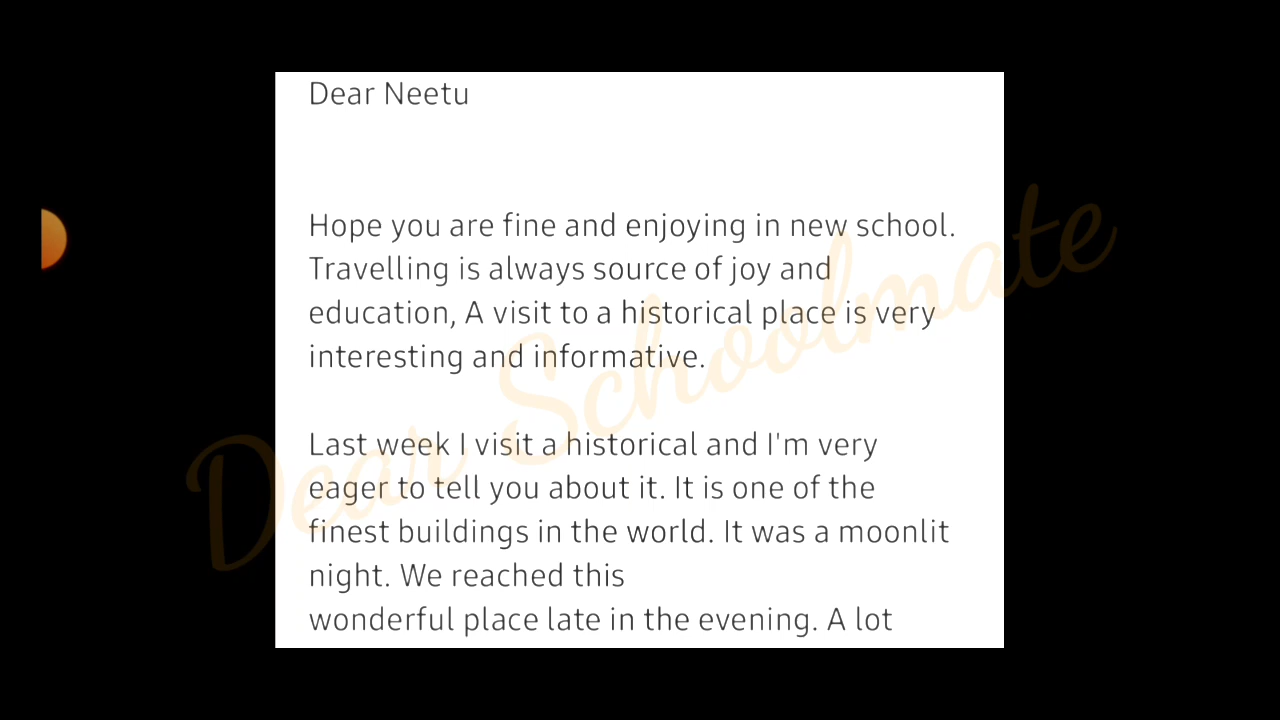 Dear Neetu
Hope you are fine and enjoying in new school.
Travelling is always source of joy and
education, A visit to a historical place is very
interesting and informative.
Last week I visit a historical and I'm very
eager to tell you about it. It is one of the
finest buildings in the world. It was a moonlit
night. We reached this
wonderful place late in the evening. A lot
Dear Schoolmate